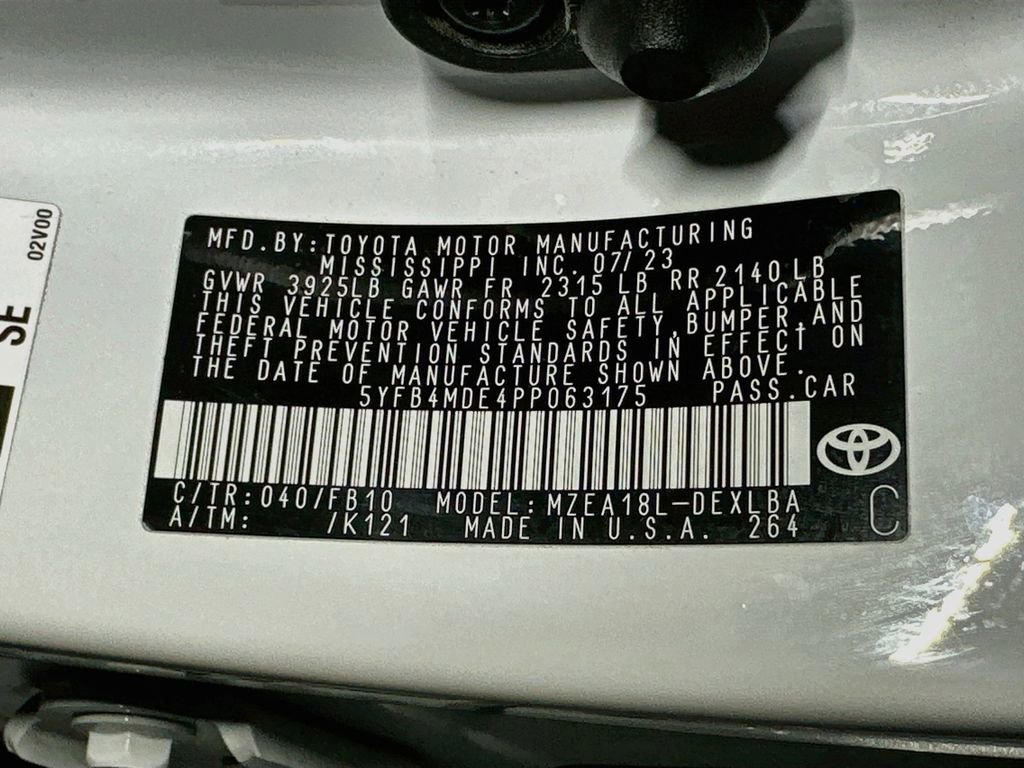 02V00
SE
MFD.BY:TOYOTA MOTOR MANUFACTURING
MISSISSIPPI INC. 07/23
GVWR 3925LB GAWR FR 2315 LB RR 2140 LB
THIS VEHICLE CONFORMS TO ALL APPLICABLE
FEDERAL MOTOR VEHICLE SAFETY,BUMPER,AND
THEFT PREVENTION STANDARDS IN EFFECT ON
THE DATE OF MANUFACTURE SHOWN ABOVE.
5YFB4MDE4PP063175 PASS.CAR
C/TR:040/FB10 MODEL:MZEA18L-DEXLBA
A/TM: /K121 MADE IN U.S.A. 264 C